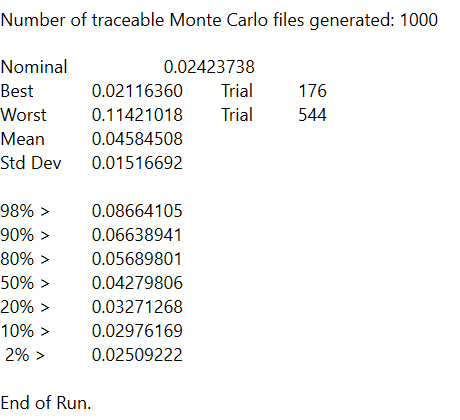 Number of traceable Monte Carlo files generated: 1000
Nominal 0.02423738
Best 0.02116360 Trial 176
Worst 0.11421018 Trial 544
Mean 0.04584508
Std Dev 0.01516692
98% > 0.08664105
90% > 0.06638941
80% > 0.05689801
50% > 0.04279806
20% > 0.03271268
10% > 0.02976169
2% > 0.02509222
End of Run.